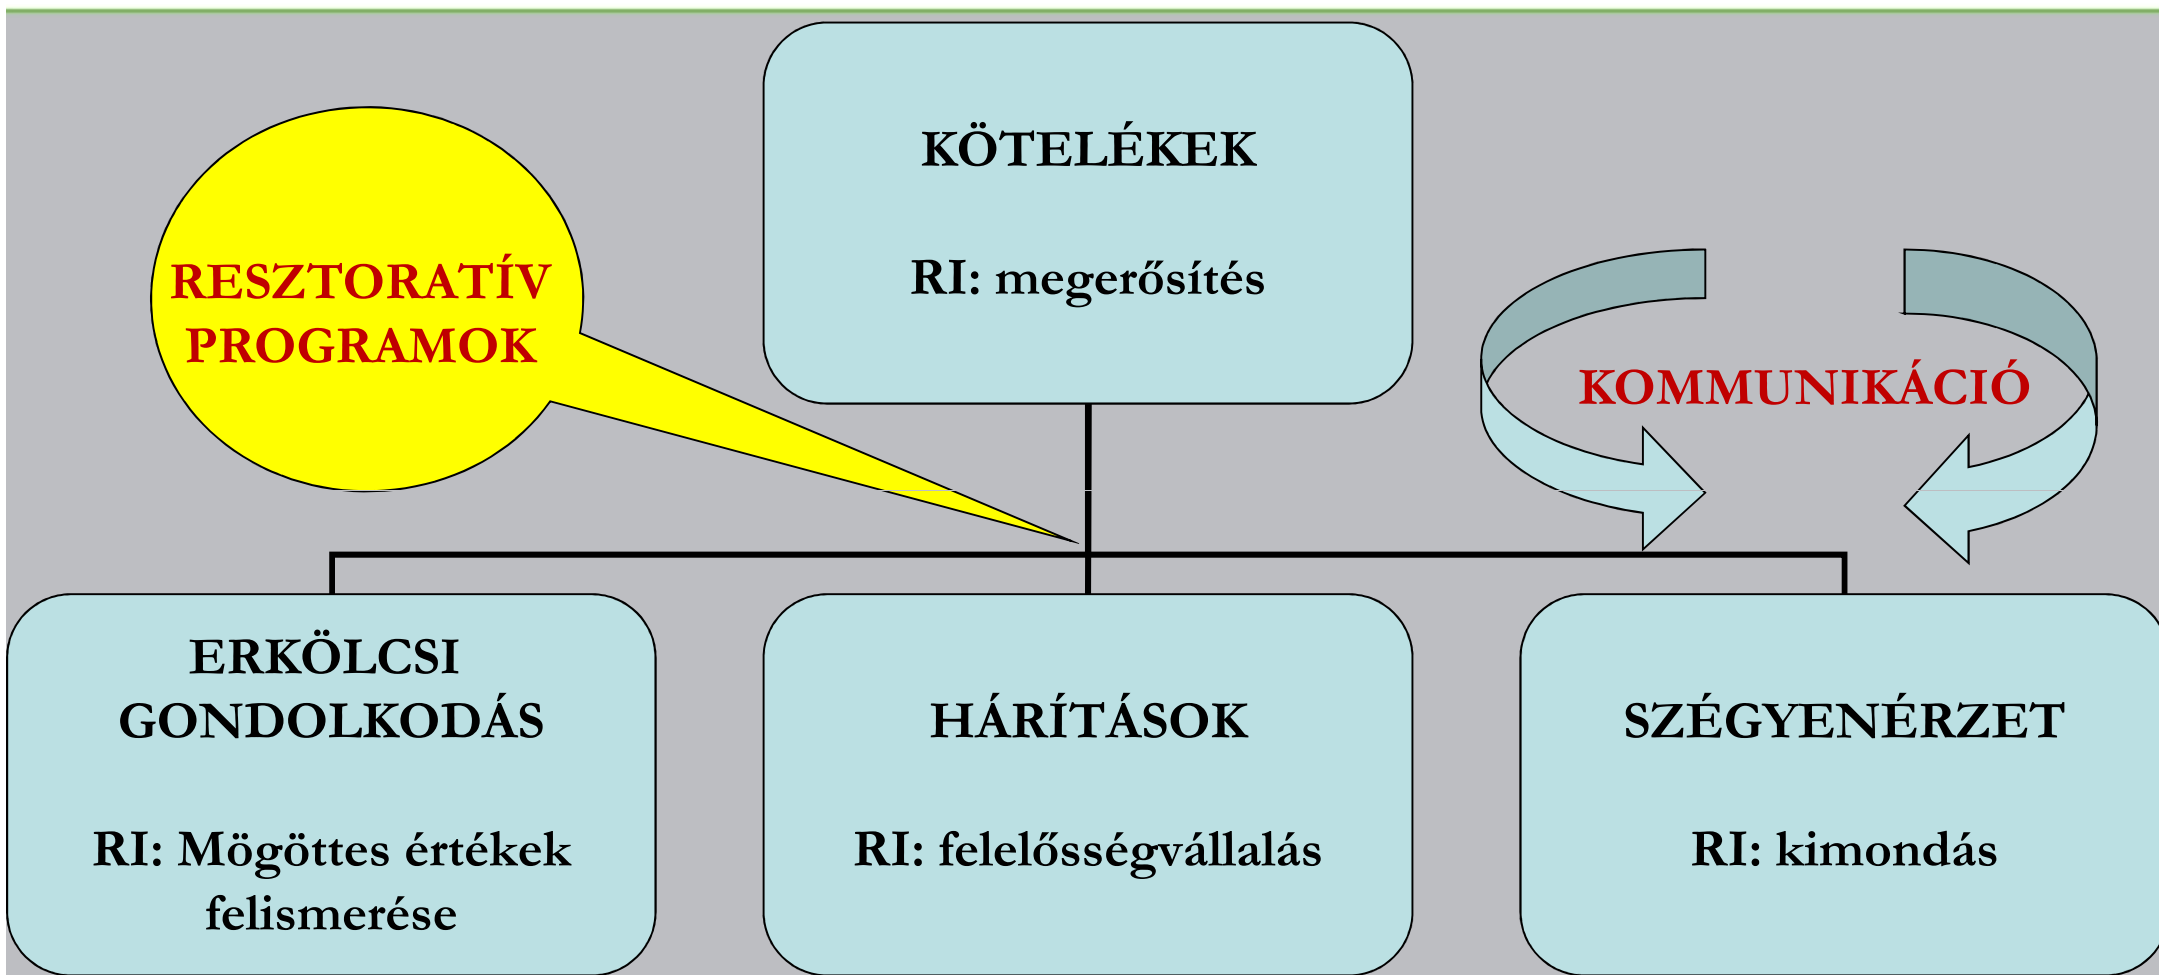 KÖTELÉKEK
RI: megerősítés
RESZTORATÍV
PROGRAMOK
KOMMUNIKÁCIÓ
ERKÖLCSI
GONDOLKODÁS
RI: Mögöttes értékek
felismerése
HÁRÍTÁSOK
RI: felelősségvállalás
SZÉGYENÉRZET
RI: kimondás